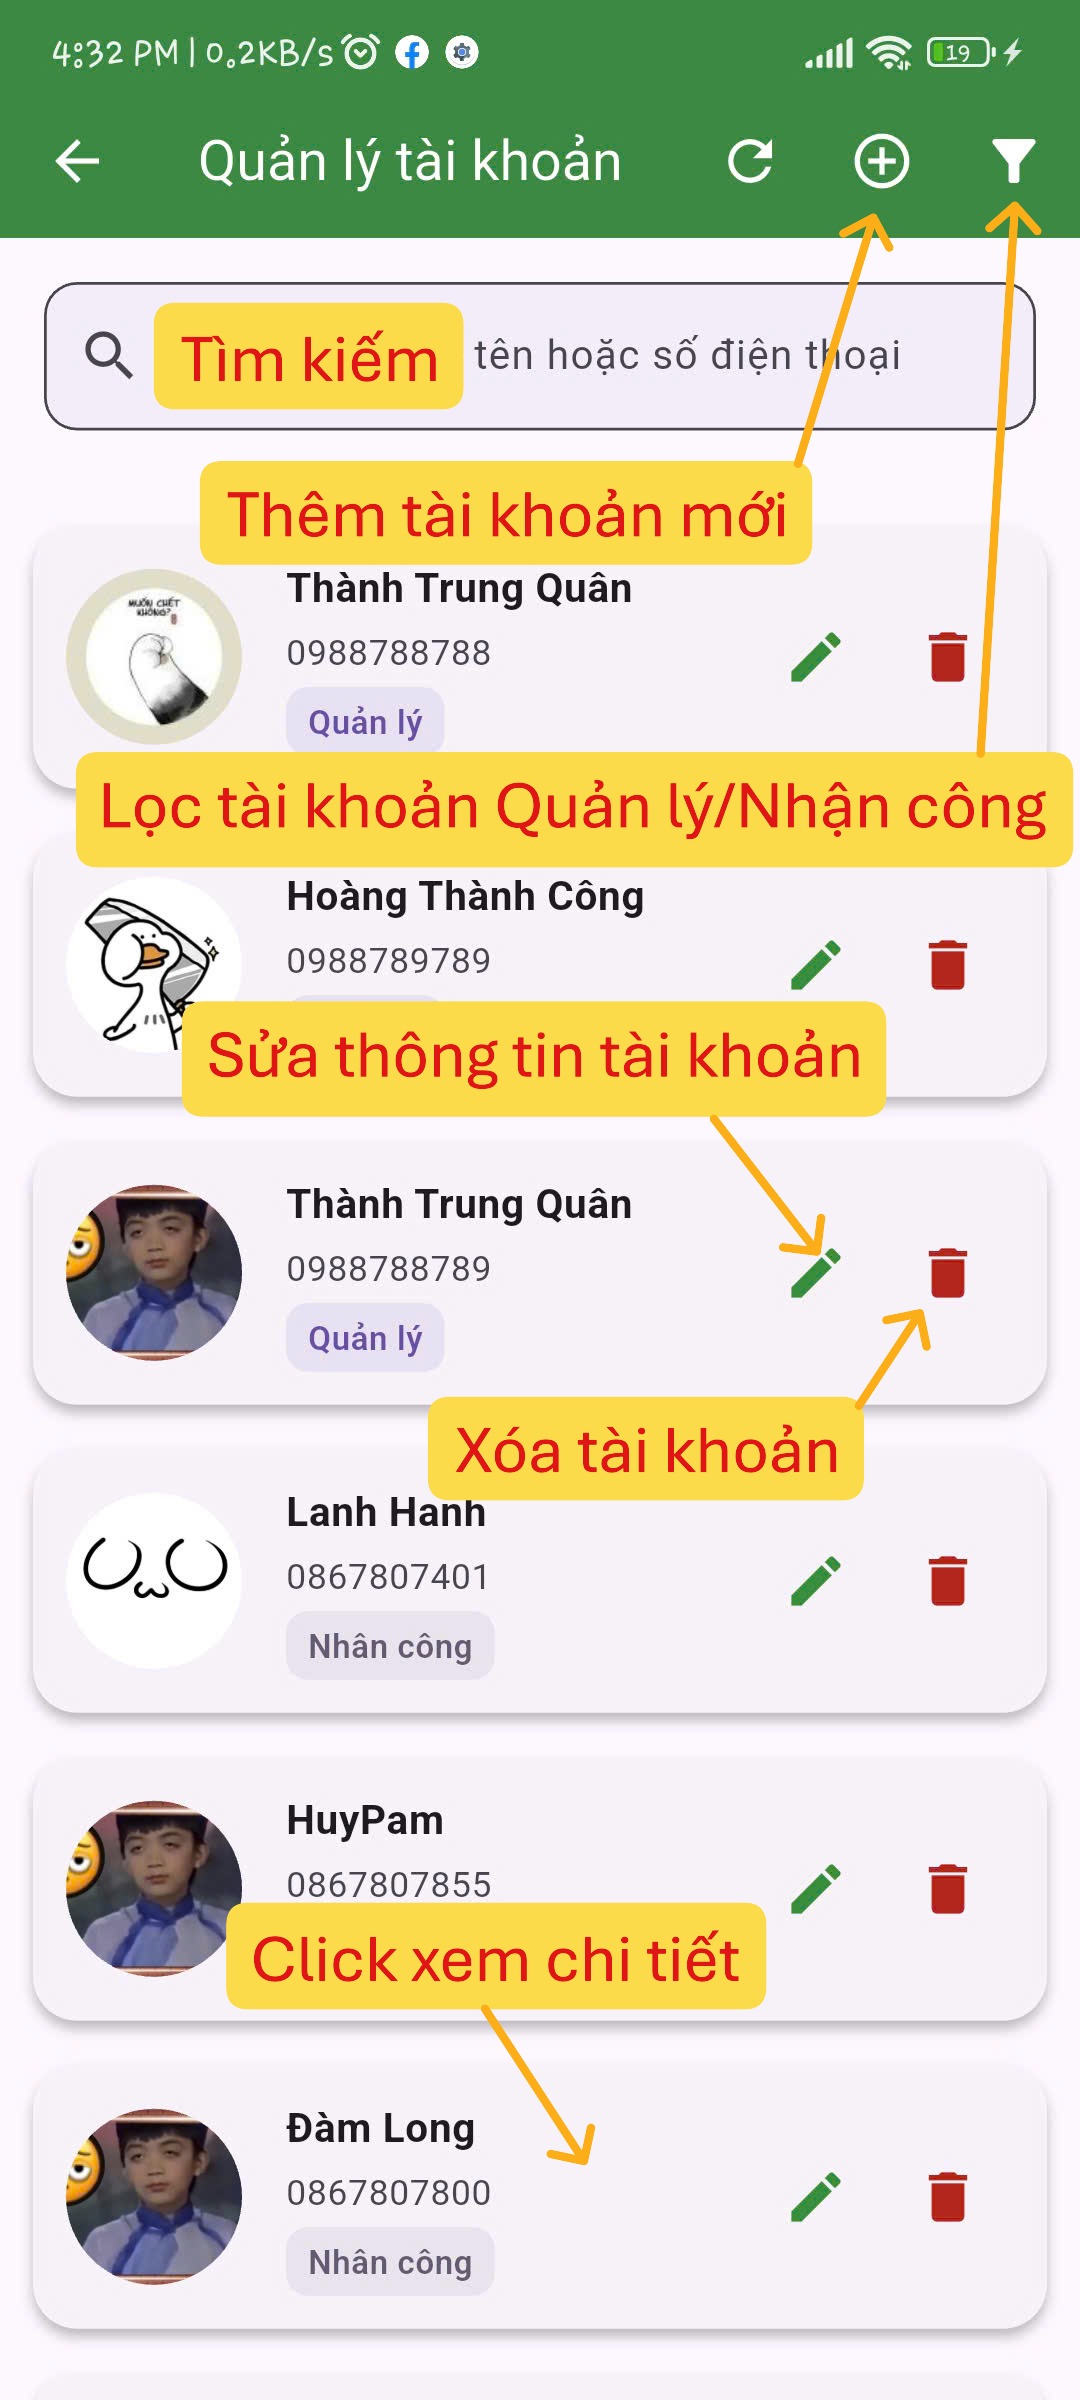 4:32 PM | 0.2KB/s
19
Quản lý tài khoản
Tìm kiếm tên hoặc số điện thoại
Thêm tài khoản mới
MUỐN CHẾT
KHÔNG?
Thành Trung Quân
0988788788
Quản lý
Lọc tài khoản Quản lý/Nhận công
Hoàng Thành Công
0988789789
Sửa thông tin tài khoản
Thành Trung Quân
0988788789
Quản lý
Xóa tài khoản
Lanh Hanh
0867807401
Nhân công
HuyPam
0867807855
Click xem chi tiết
Đàm Long
0867807800
Nhân công